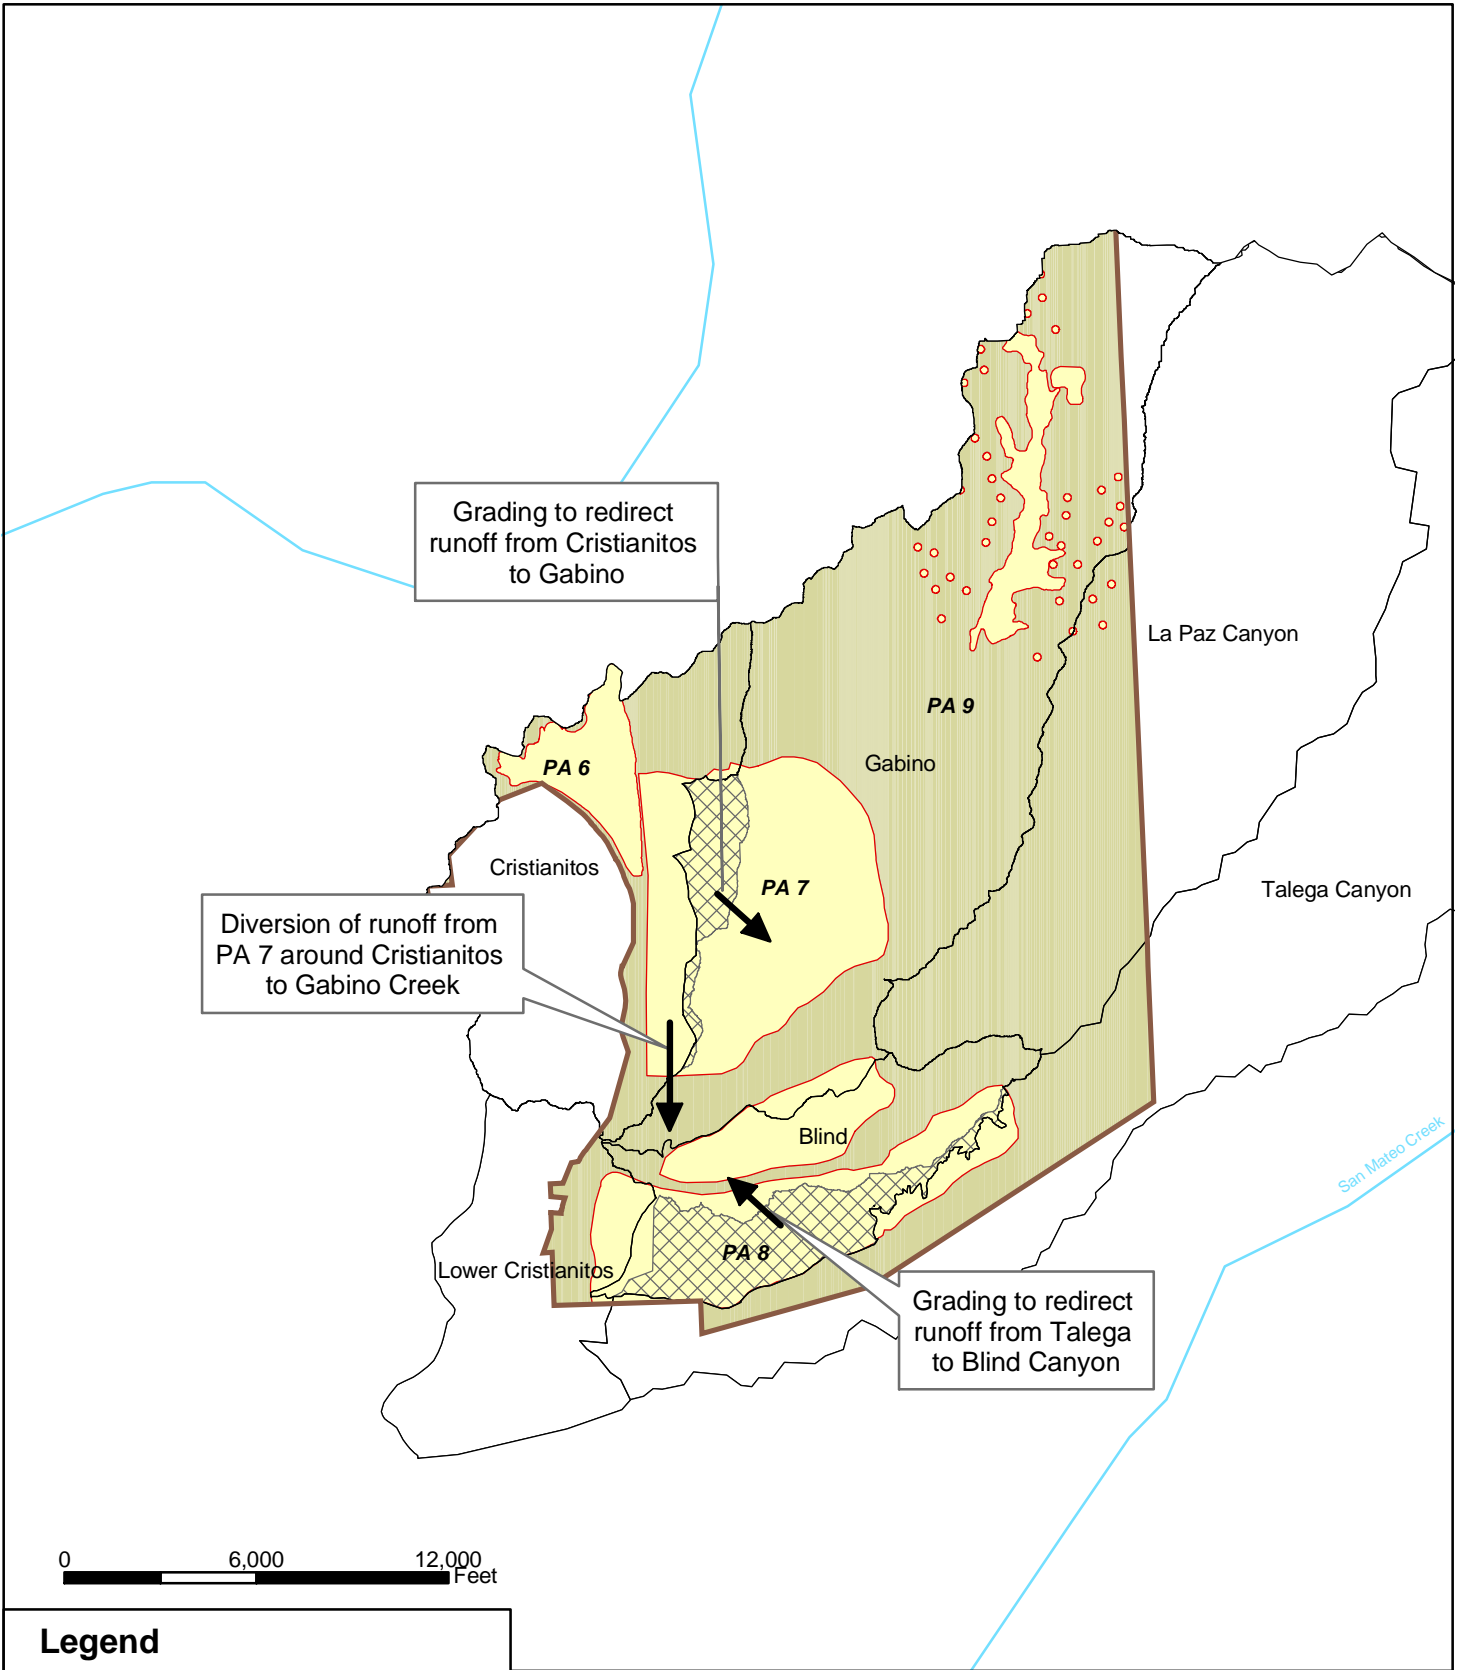 Grading to redirect
runoff from Cristianitos
to Gabino
La Paz Canyon
PA 9
Gabino
PA 6
Cristianitos
PA 7
Talega Canyon
Diversion of runoff from
PA 7 around Cristianitos
to Gabino Creek
Blind
San Mateo Creek
PA 8
Lower Cristianitos
Grading to redirect
runoff from Talega
to Blind Canyon
0 6,000 12,000
Feet
Legend